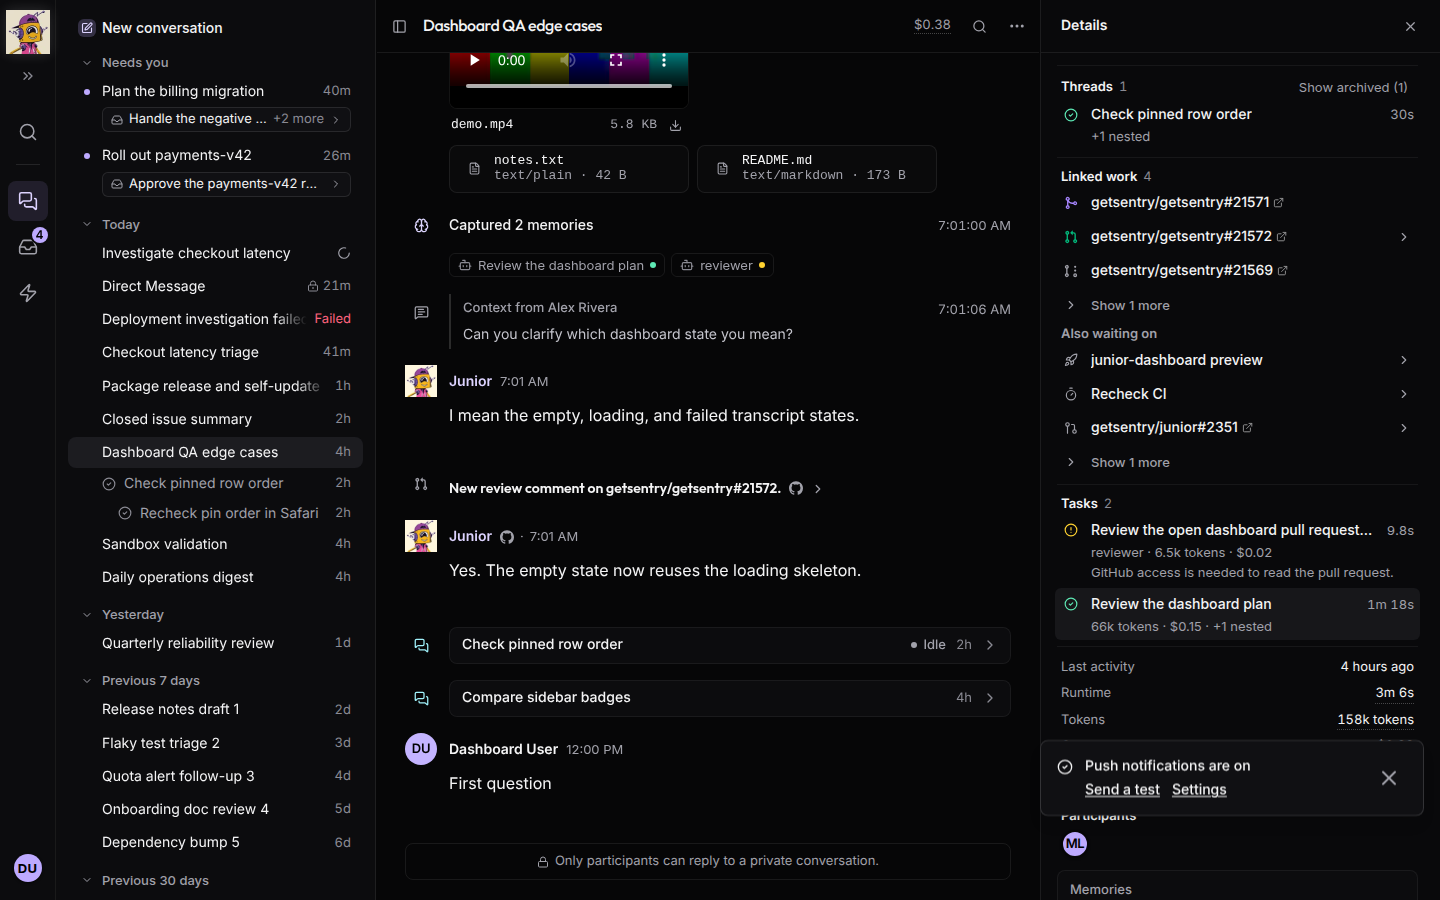 New conversation
Needs you
Plan the billing migration 40m
Handle the negative ... +2 more
Roll out payments-v42 26m
Approve the payments-v42 r...
Today
Investigate checkout latency
Direct Message 21m
Deployment investigation failed Failed
Checkout latency triage 41m
Package release and self-update 1h
Closed issue summary 2h
Dashboard QA edge cases 4h
Check pinned row order 2h
Recheck pin order in Safari 2h
Sandbox validation 4h
Daily operations digest 4h
Yesterday
Quarterly reliability review 1d
Previous 7 days
Release notes draft 1 2d
Flaky test triage 2 3d
Quota alert follow-up 3 4d
Onboarding doc review 4 5d
Dependency bump 5 6d
Previous 30 days
4
DU
Dashboard QA edge cases $0.38
0:00
demo.mp4 5.8 KB
notes.txt
text/plain · 42 B
README.md
text/markdown · 173 B
Captured 2 memories 7:01:00 AM
Review the dashboard plan
reviewer
Context from Alex Rivera 7:01:06 AM
Can you clarify which dashboard state you mean?
Junior 7:01 AM
I mean the empty, loading, and failed transcript states.
New review comment on getsentry/getsentry#21572.
Junior · 7:01 AM
Yes. The empty state now reuses the loading skeleton.
Check pinned row order Idle 2h
Compare sidebar badges 4h
DU Dashboard User 12:00 PM
First question
Only participants can reply to a private conversation.
Details
Threads 1 Show archived (1)
Check pinned row order 30s
+1 nested
Linked work 4
getsentry/getsentry#21571
getsentry/getsentry#21572
getsentry/getsentry#21569
Show 1 more
Also waiting on
junior-dashboard preview
Recheck CI
getsentry/junior#2351
Show 1 more
Tasks 2
Review the open dashboard pull request... 9.8s
reviewer · 6.5k tokens · $0.02
GitHub access is needed to read the pull request.
Review the dashboard plan 1m 18s
66k tokens · $0.15 · +1 nested
Last activity 4 hours ago
Runtime 3m 6s
Tokens 158k tokens
Push notifications are on
Send a test Settings
Participants
ML
Memories